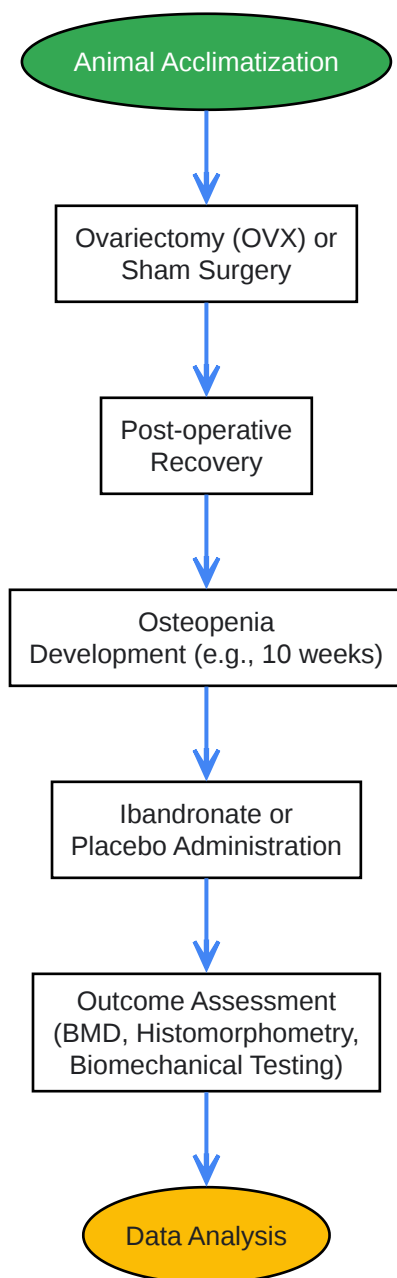 Animal Acclimatization
Ovariectomy (OVX) or
Sham Surgery
Post-operative
Recovery
Osteopenia
Development (e.g., 10 weeks)
Ibandronate or
Placebo Administration
Outcome Assessment
(BMD, Histomorphometry,
Biomechanical Testing)
Data Analysis